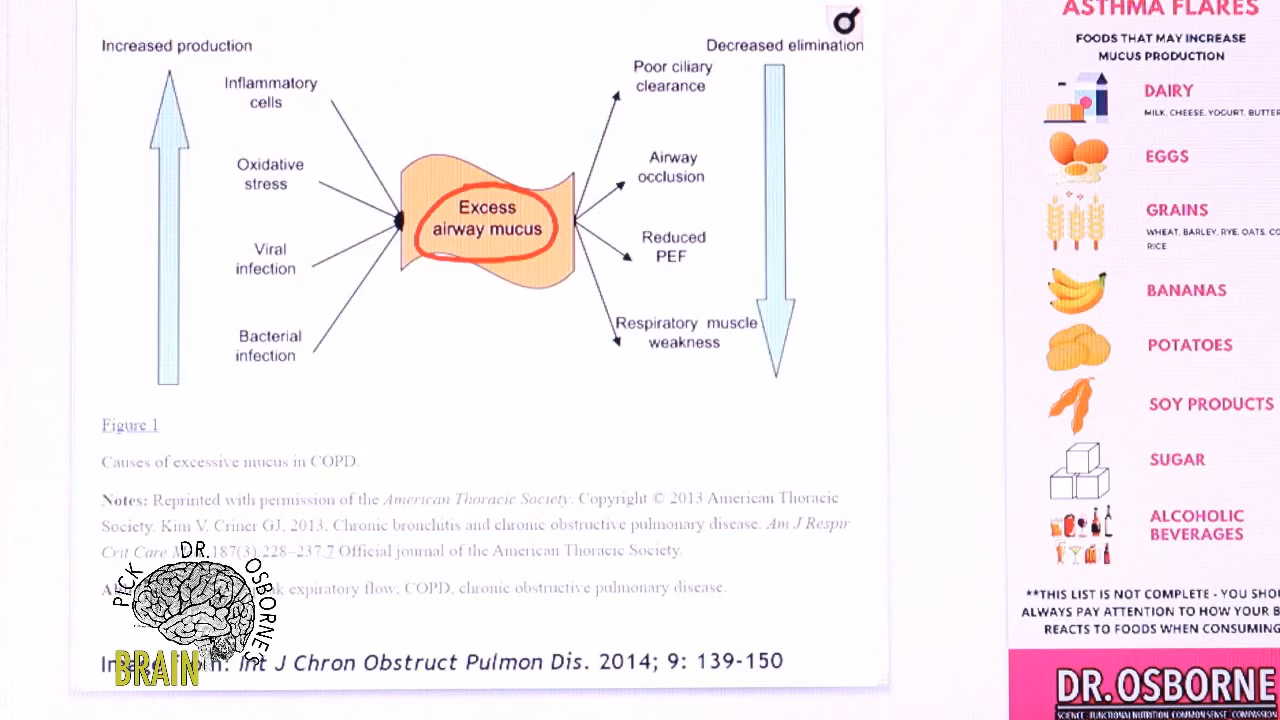 Increased production
Decreased elimination
Inflammatory
cells
Oxidative
stress
Viral
infection
Bacterial
infection
Excess
airway mucus
Poor ciliary
clearance
Airway
occlusion
Reduced
PEF
Respiratory muscle
weakness
Figure 1
Causes of excessive mucus in COPD.
Notes: Reprinted with permission of the American Thoracic Society. Copyright © 2013 American Thoracic
Society. Kim V, Criner GJ, 2013. Chronic bronchitis and chronic obstructive pulmonary disease. Am J Respir
Crit Care 187(3):228–237.7 Official journal of the American Thoracic Society.
expiratory flow; COPD, chronic obstructive pulmonary disease.
Int J Chron Obstruct Pulmon Dis. 2014; 9: 139-150
PICK DR. OSBORNE'S
BRAIN
ASTHMA FLARES
FOODS THAT MAY INCREASE
MUCUS PRODUCTION
DAIRY
MILK, CHEESE, YOGURT, BUTTER
EGGS
GRAINS
WHEAT, BARLEY, RYE, OATS, CO
RICE
BANANAS
POTATOES
SOY PRODUCTS
SUGAR
ALCOHOLIC
BEVERAGES
**THIS LIST IS NOT COMPLETE - YOU SHOU
ALWAYS PAY ATTENTION TO HOW YOUR B
REACTS TO FOODS WHEN CONSUMING
DR. OSBORNE
SCIENCE · FUNCTIONAL NUTRITION, COMMON SENSE, COMPASSION